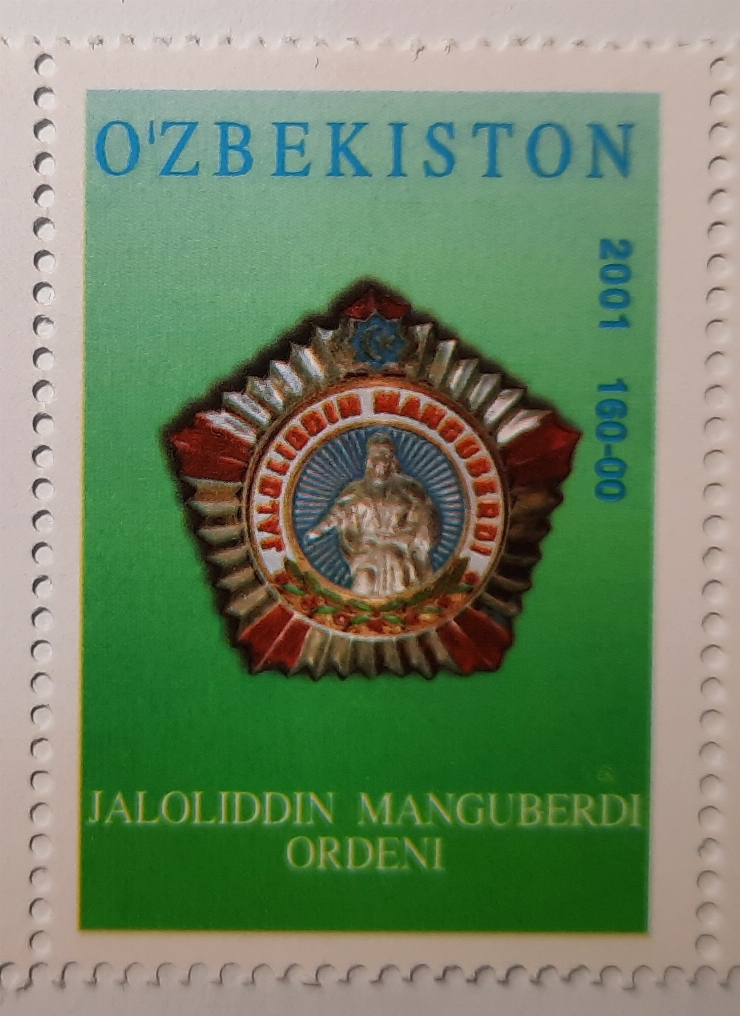 O'ZBEKISTON
2001 160-00
JALOLIDDIN MANGUBERDI
JALOLIDDIN MANGUBERDI
ORDENI